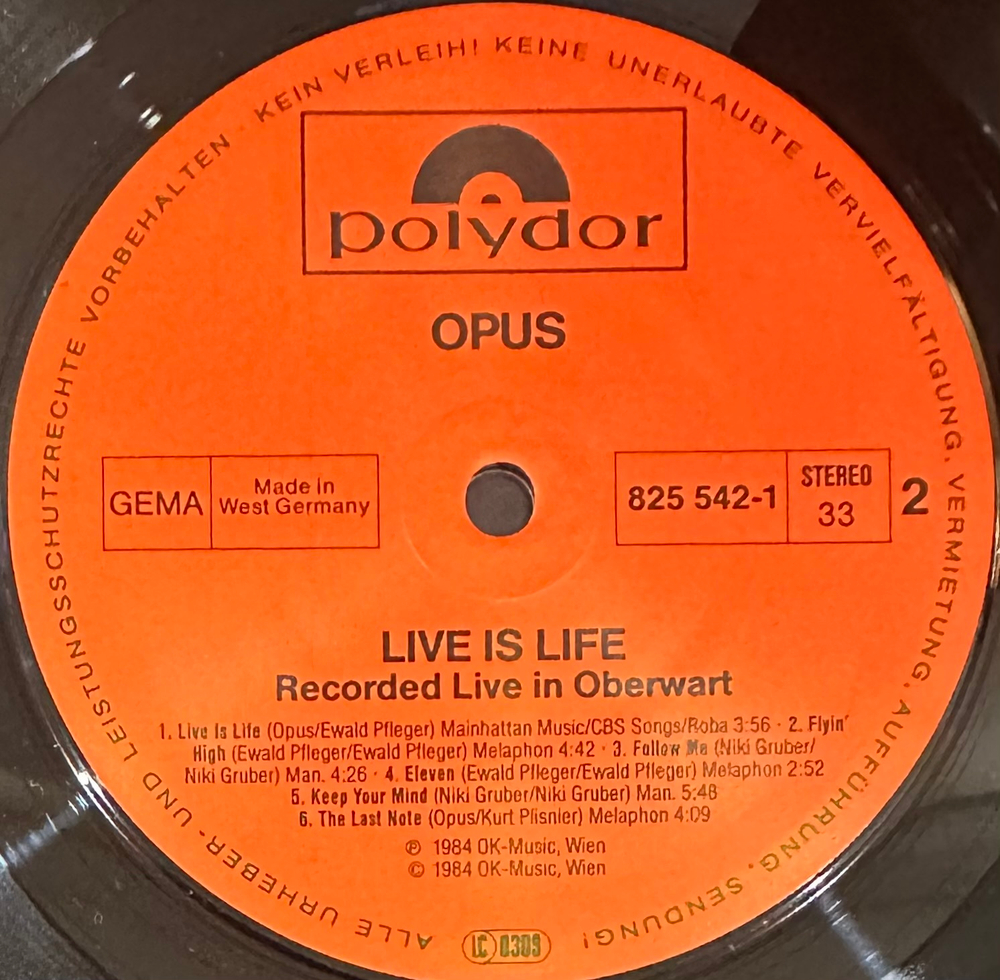 ALLE URHEBER- UND LEISTUNGSSCHUTZRECHTE VORBEHALTEN · KEIN VERLEIH! KEINE UNERLAUBTE VERVIELFÄLTIGUNG, VERMIETUNG, AUFFÜHRUNG, SENDUNG!
polydor
OPUS
GEMA
Made in
West Germany
825 542-1
STEREO
33
2
LIVE IS LIFE
Recorded Live in Oberwart
1. Live Is Life (Opus/Ewald Pfleger) Mainhattan Music/CBS Songs/Roba 3:56 · 2. Flyin'
High (Ewald Pfleger/Ewald Pfleger) Melaphon 4:42 · 3. Follow Me (Niki Gruber/
Niki Gruber) Man. 4:26 · 4. Eleven (Ewald Pfleger/Ewald Pfleger) Melaphon 2:52
5. Keep Your Mind (Niki Gruber/Niki Gruber) Man. 5:48
6. The Last Note (Opus/Kurt Plisnier) Melaphon 4:09
℗ 1984 OK-Music, Wien
© 1984 OK-Music, Wien
LC 0309